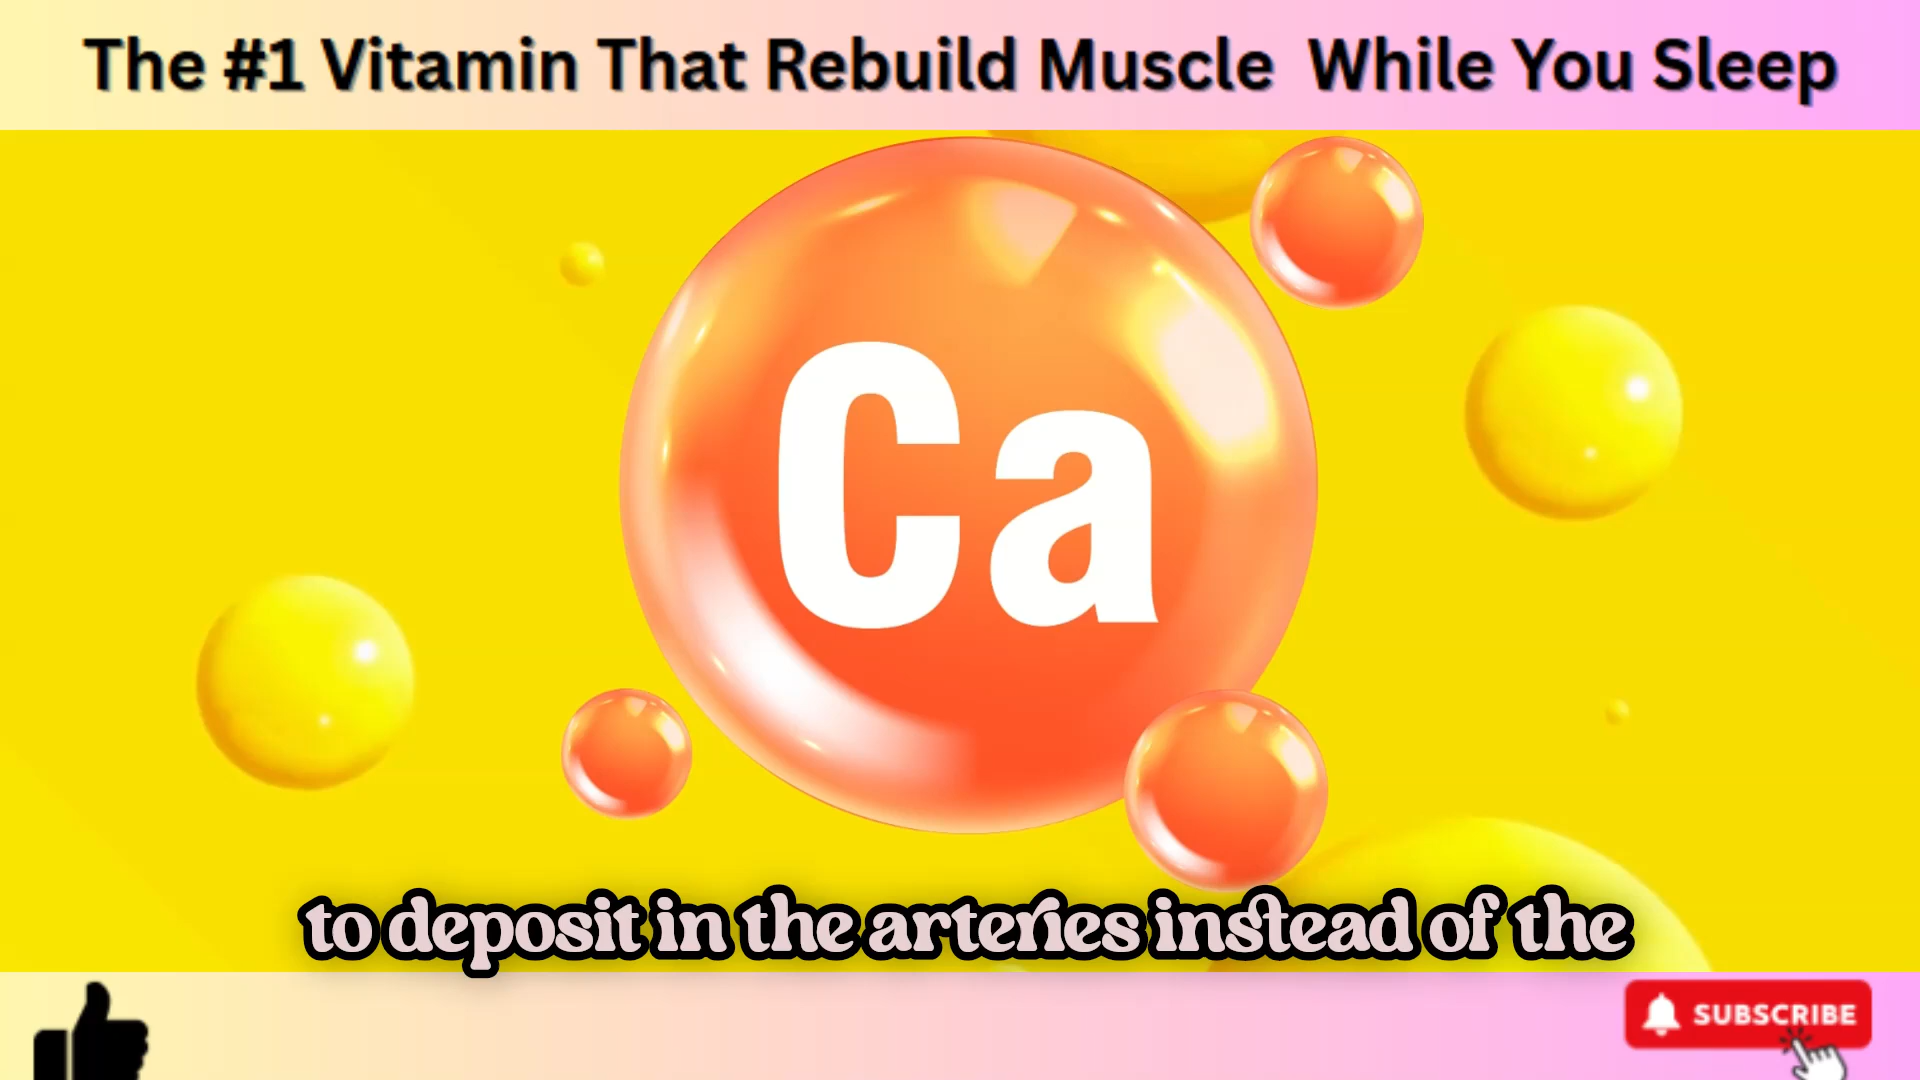 The #1 Vitamin That Rebuild Muscle While You Sleep
Ca
to deposit in the arteries instead of the
SUBSCRIBE